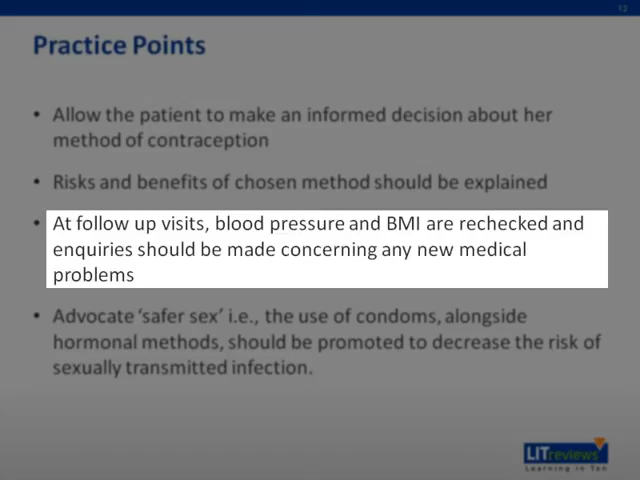 12
Practice Points
• Allow the patient to make an informed decision about her
method of contraception
• Risks and benefits of chosen method should be explained
• At follow up visits, blood pressure and BMI are rechecked and
enquiries should be made concerning any new medical
problems
• Advocate ‘safer sex’ i.e., the use of condoms, alongside
hormonal methods, should be promoted to decrease the risk of
sexually transmitted infection.
LITreviews
Learning in Ten